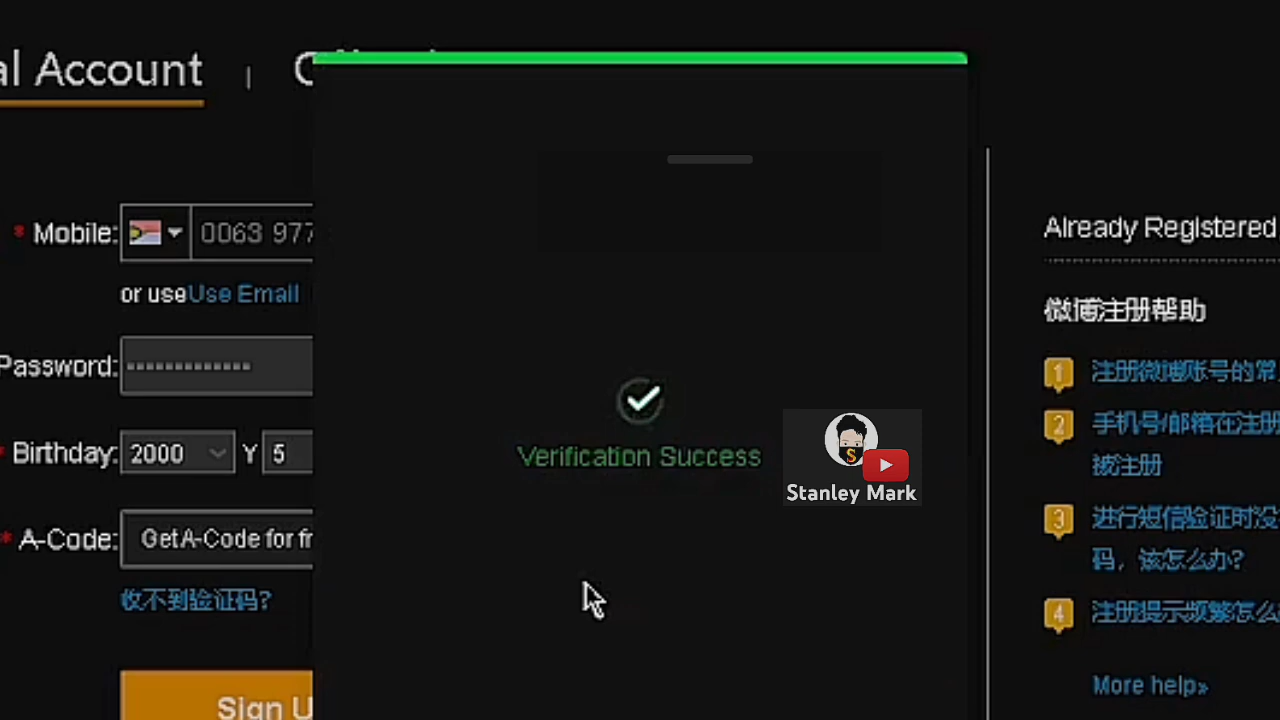 al Account | 
* Mobile: 0063 977
or use Use Email
Password: •••••••••••••
* Birthday: 2000 Y 5
* A-Code: Get A-Code for fr
收不到验证码?
Sign U
Verification Success
S
Stanley Mark
Already Registered
微博注册帮助
1 注册微博账号的常
2 手机号/邮箱在注册
被注册
3 进行短信验证时没
码，该怎么办?
4 注册提示频繁怎么
More help»